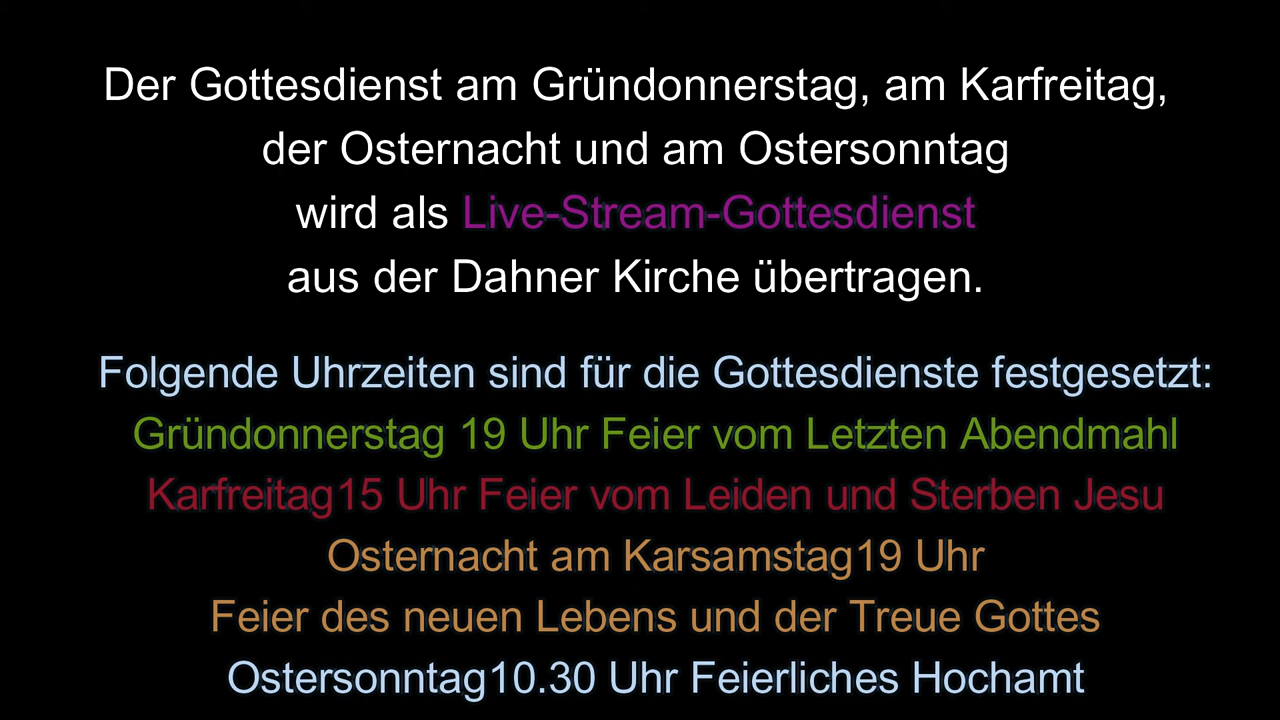 Der Gottesdienst am Gründonnerstag, am Karfreitag,
der Osternacht und am Ostersonntag
wird als Live-Stream-Gottesdienst
aus der Dahner Kirche übertragen.
Folgende Uhrzeiten sind für die Gottesdienste festgesetzt:
Gründonnerstag 19 Uhr Feier vom Letzten Abendmahl
Karfreitag15 Uhr Feier vom Leiden und Sterben Jesu
Osternacht am Karsamstag19 Uhr
Feier des neuen Lebens und der Treue Gottes
Ostersonntag10.30 Uhr Feierliches Hochamt